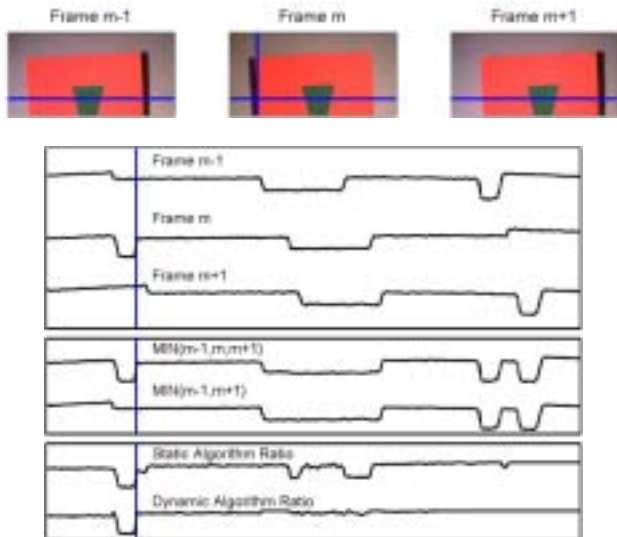 Frame m-1
Frame m
Frame m+1
Frame m-1
Frame m
Frame m+1
MIN(m-1,m,m+1)
MIN(m-1,m+1)
Static Algorithm Ratio
Dynamic Algorithm Ratio